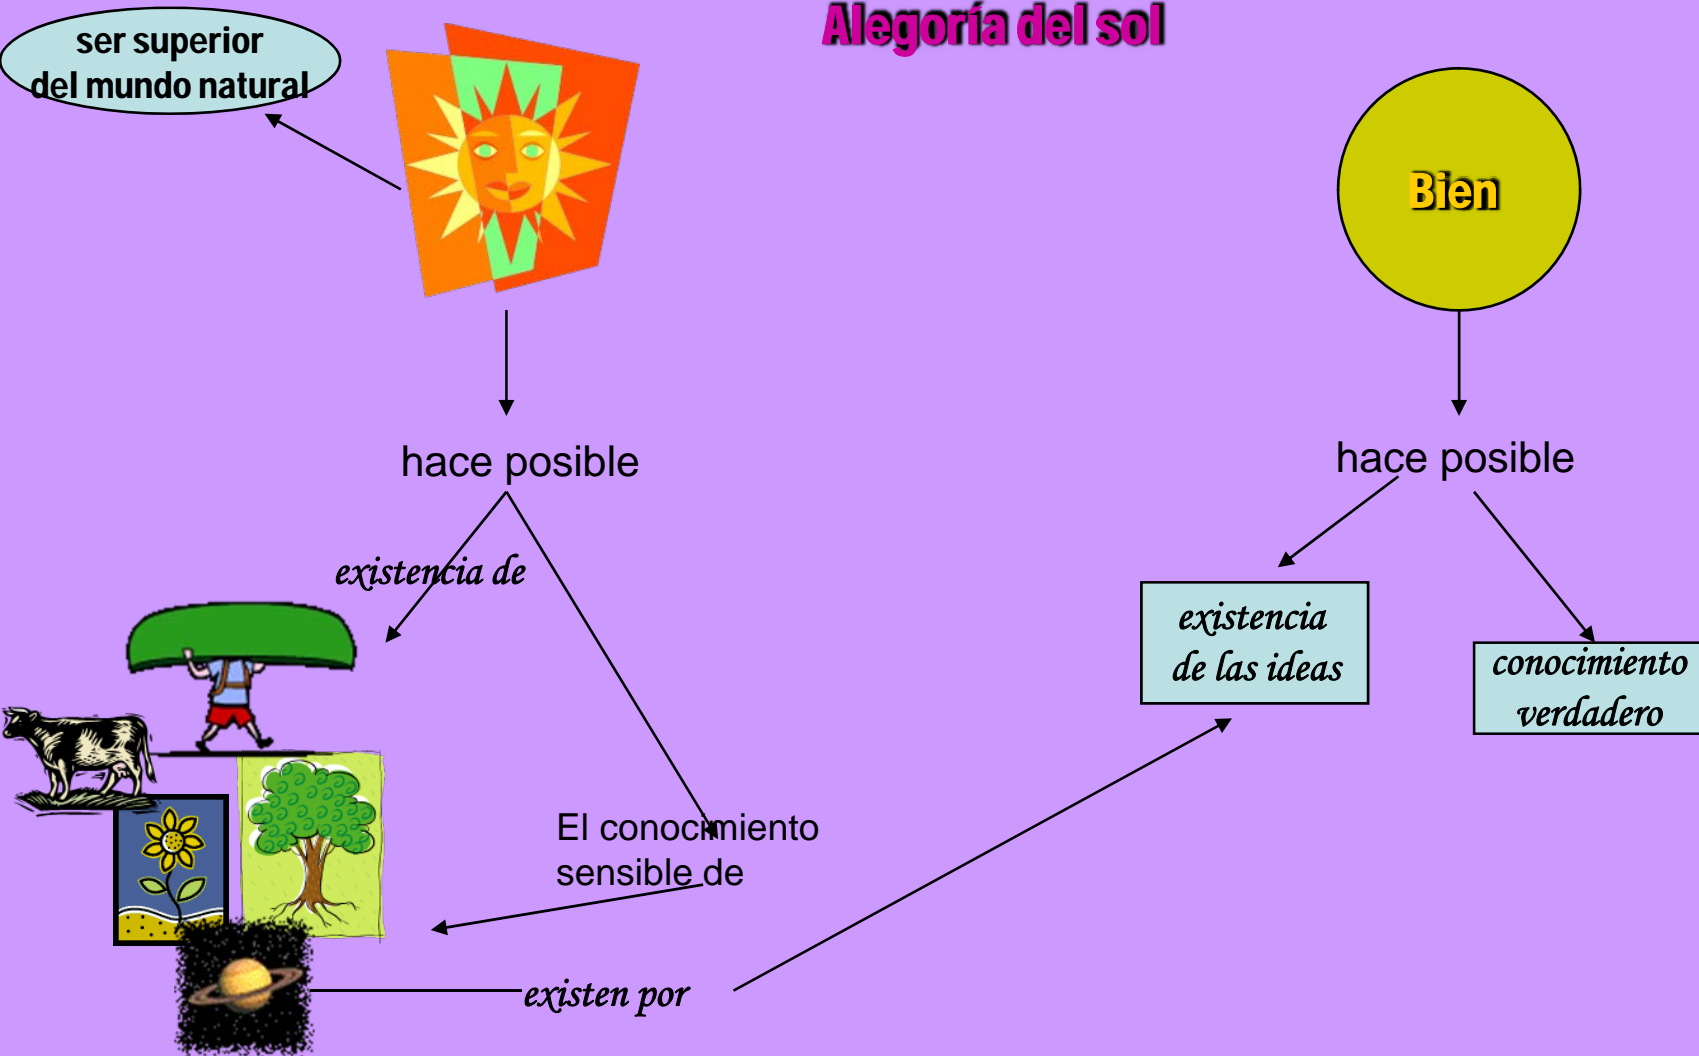 Alegoría del sol
ser superior
del mundo natural
Bien
hace posible
hace posible
existencia de
existencia
de las ideas
conocimiento
verdadero
El conocimiento
sensible de
existen por